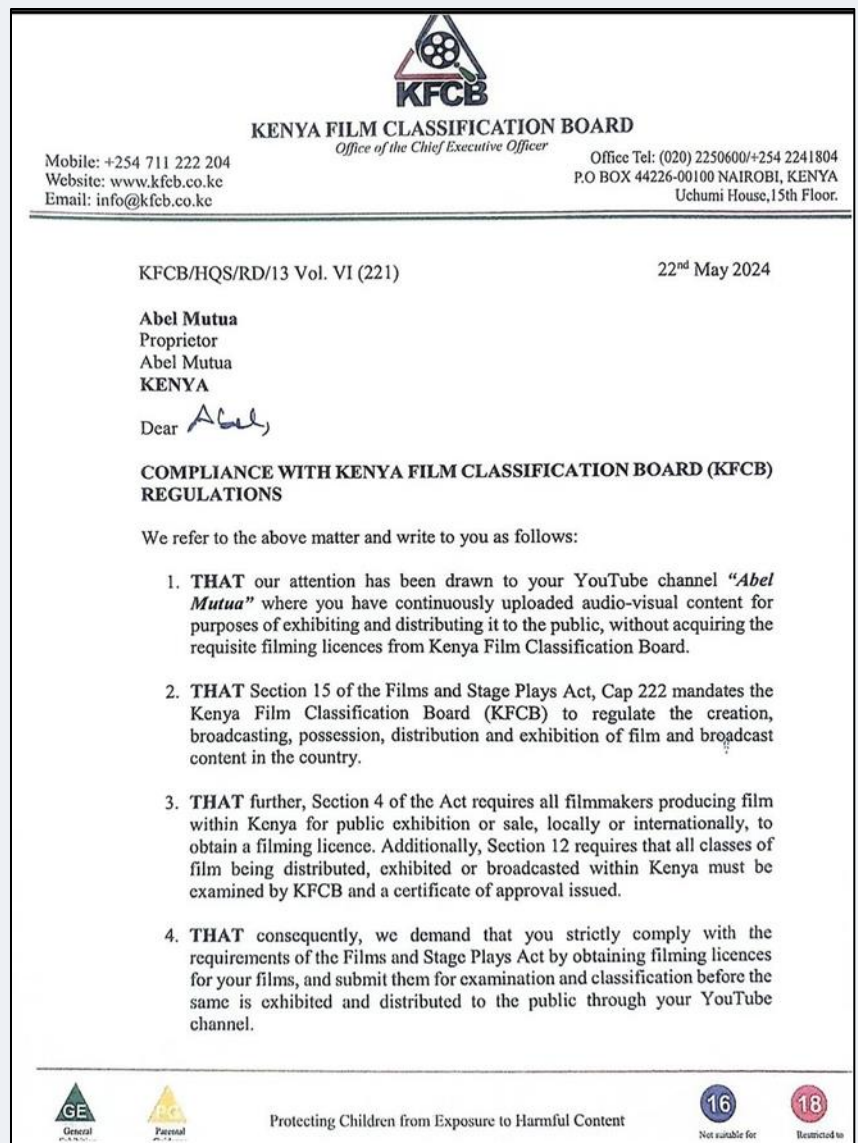 KFCB
KENYA FILM CLASSIFICATION BOARD
Office of the Chief Executive Officer
Mobile: +254 711 222 204
Website: www.kfcb.co.ke
Email: info@kfcb.co.ke
Office Tel: (020) 2250600/+254 2241804
P.O BOX 44226-00100 NAIROBI, KENYA
Uchumi House,15th Floor.
KFCB/HQS/RD/13 Vol. VI (221)
22nd May 2024
Abel Mutua
Proprietor
Abel Mutua
KENYA
Dear Abel,
COMPLIANCE WITH KENYA FILM CLASSIFICATION BOARD (KFCB)
REGULATIONS
We refer to the above matter and write to you as follows:
1. THAT our attention has been drawn to your YouTube channel "Abel
Mutua" where you have continuously uploaded audio-visual content for
purposes of exhibiting and distributing it to the public, without acquiring the
requisite filming licences from Kenya Film Classification Board.
2. THAT Section 15 of the Films and Stage Plays Act, Cap 222 mandates the
Kenya Film Classification Board (KFCB) to regulate the creation,
broadcasting, possession, distribution and exhibition of film and broadcast
content in the country.
3. THAT further, Section 4 of the Act requires all filmmakers producing film
within Kenya for public exhibition or sale, locally or internationally, to
obtain a filming licence. Additionally, Section 12 requires that all classes of
film being distributed, exhibited or broadcasted within Kenya must be
examined by KFCB and a certificate of approval issued.
4. THAT consequently, we demand that you strictly comply with the
requirements of the Films and Stage Plays Act by obtaining filming licences
for your films, and submit them for examination and classification before the
same is exhibited and distributed to the public through your YouTube
channel.
GE
General
PG
Parental
Protecting Children from Exposure to Harmful Content
16
Not suitable for
18
Restricted to